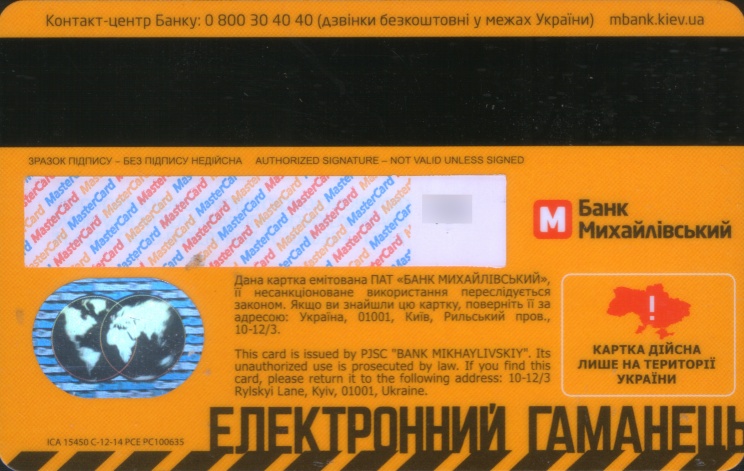 Контакт-центр Банку: 0 800 30 40 40 (дзвінки безкоштовні у межах України) mbank.kiev.ua
ЗРАЗОК ПІДПИСУ – БЕЗ ПІДПИСУ НЕДІЙСНА AUTHORIZED SIGNATURE – NOT VALID UNLESS SIGNED
MasterCard MasterCard MasterCard MasterCard
М Банк
Михайлівський
Дана картка емітована ПАТ «БАНК МИХАЙЛІВСЬКИЙ»,
її несанкціоноване використання переслідується
законом. Якщо ви знайшли цю картку, поверніть її за
адресою: Україна, 01001, Київ, Рильський пров.,
10-12/3.
This card is issued by PJSC "BANK MIKHAYLIVSKIY". Its
unauthorized use is prosecuted by law. If you find this
card, please return it to the following address: 10-12/3
Rylskyi Lane, Kyiv, 01001, Ukraine.
!
КАРТКА ДІЙСНА
ЛИШЕ НА ТЕРИТОРІЇ
УКРАЇНИ
ICA 15450 C-12-14 PCE PC100635
ЕЛЕКТРОННИЙ ГАМАНЕЦЬ